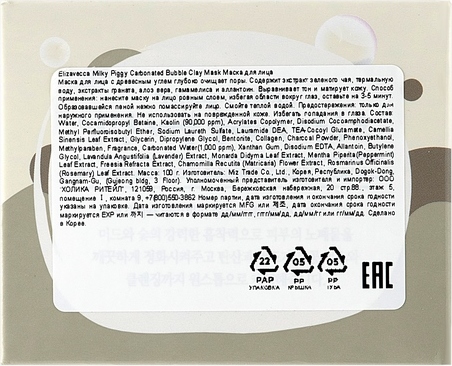 Elizavecca Milky Piggy Carbonated Bubble Clay Mask Маска для лица
Маска для лица с древесным углем глубоко очищает поры. Содержит экстракт зеленого чая, термальную
воду, экстракты граната, алоэ вера, гамамелиса и аллантоин. Выравнивает тон и матирует кожу. Способ
применения: нанесите маску на лицо ровным слоем, избегая области вокруг глаз, оставьте на 3-5 минут.
Образовавшейся пеной нежно помассируйте лицо. Смойте теплой водой. Предостережения: только для
наружного применения. Не использовать на поврежденной коже. Избегать попадания в глаза. Состав:
Water, Cocamidopropyl Betaine, Kaolin (90,000 ppm), Acrylates Copolymer, Disodium Cocoamphodiacetate,
Methyl Perfluoroisobutyl Ether, Sodium Laureth Sulfate, Lauramide DEA, TEA-Cocoyl Glutamate, Camellia
Sinensis Leaf Extract, Glycerin, Dipropylene Glycol, Bentonite, Collagen, Charcoal Powder, Phenoxyethanol,
Methylparaben, Fragrance, Carbonated Water(1,000 ppm), Xanthan Gum, Disodium EDTA, Allantoin, Butylene
Glycol, Lavandula Angustifolia (Lavender) Extract, Monarda Didyma Leaf Extract, Mentha Piperita (Peppermint)
Leaf Extract, Freesia Refracta Extract, Chamomilla Recutita (Matricaria) Flower Extract, Rosmarinus Officinalis
(Rosemary) Leaf Extract. Масса: 100 г. Изготовитель: Miz Trade Co., Ltd., Корея, Республика, Dogok-Dong,
Gangnam-Gu, (Gujeong bldg., 3 Floor). Уполномоченный представитель изготовителя и импортер: ООО
"ХОЛИКА РИТЕЙЛ", 121059, Россия, г. Москва, Бережковская набережная, 20 стр.88., этаж 5,
помещение I, комната 9, +7(800)550-3862 Номер партии, дата изготовления и окончания срока годности
указаны на упаковке. Дата изготовления маркируется MFG или 제조, дата и окончания срока годности
маркируется EXP или 까지 — читаются в формате дд/мм/гггг, гггг/мм/дд, дд/мм/гг или гг/мм/дд. Сделано
в Корее.
22 05 05
PAP PP PP
УПАКОВКА КРЫШКА ТУБА
EAC